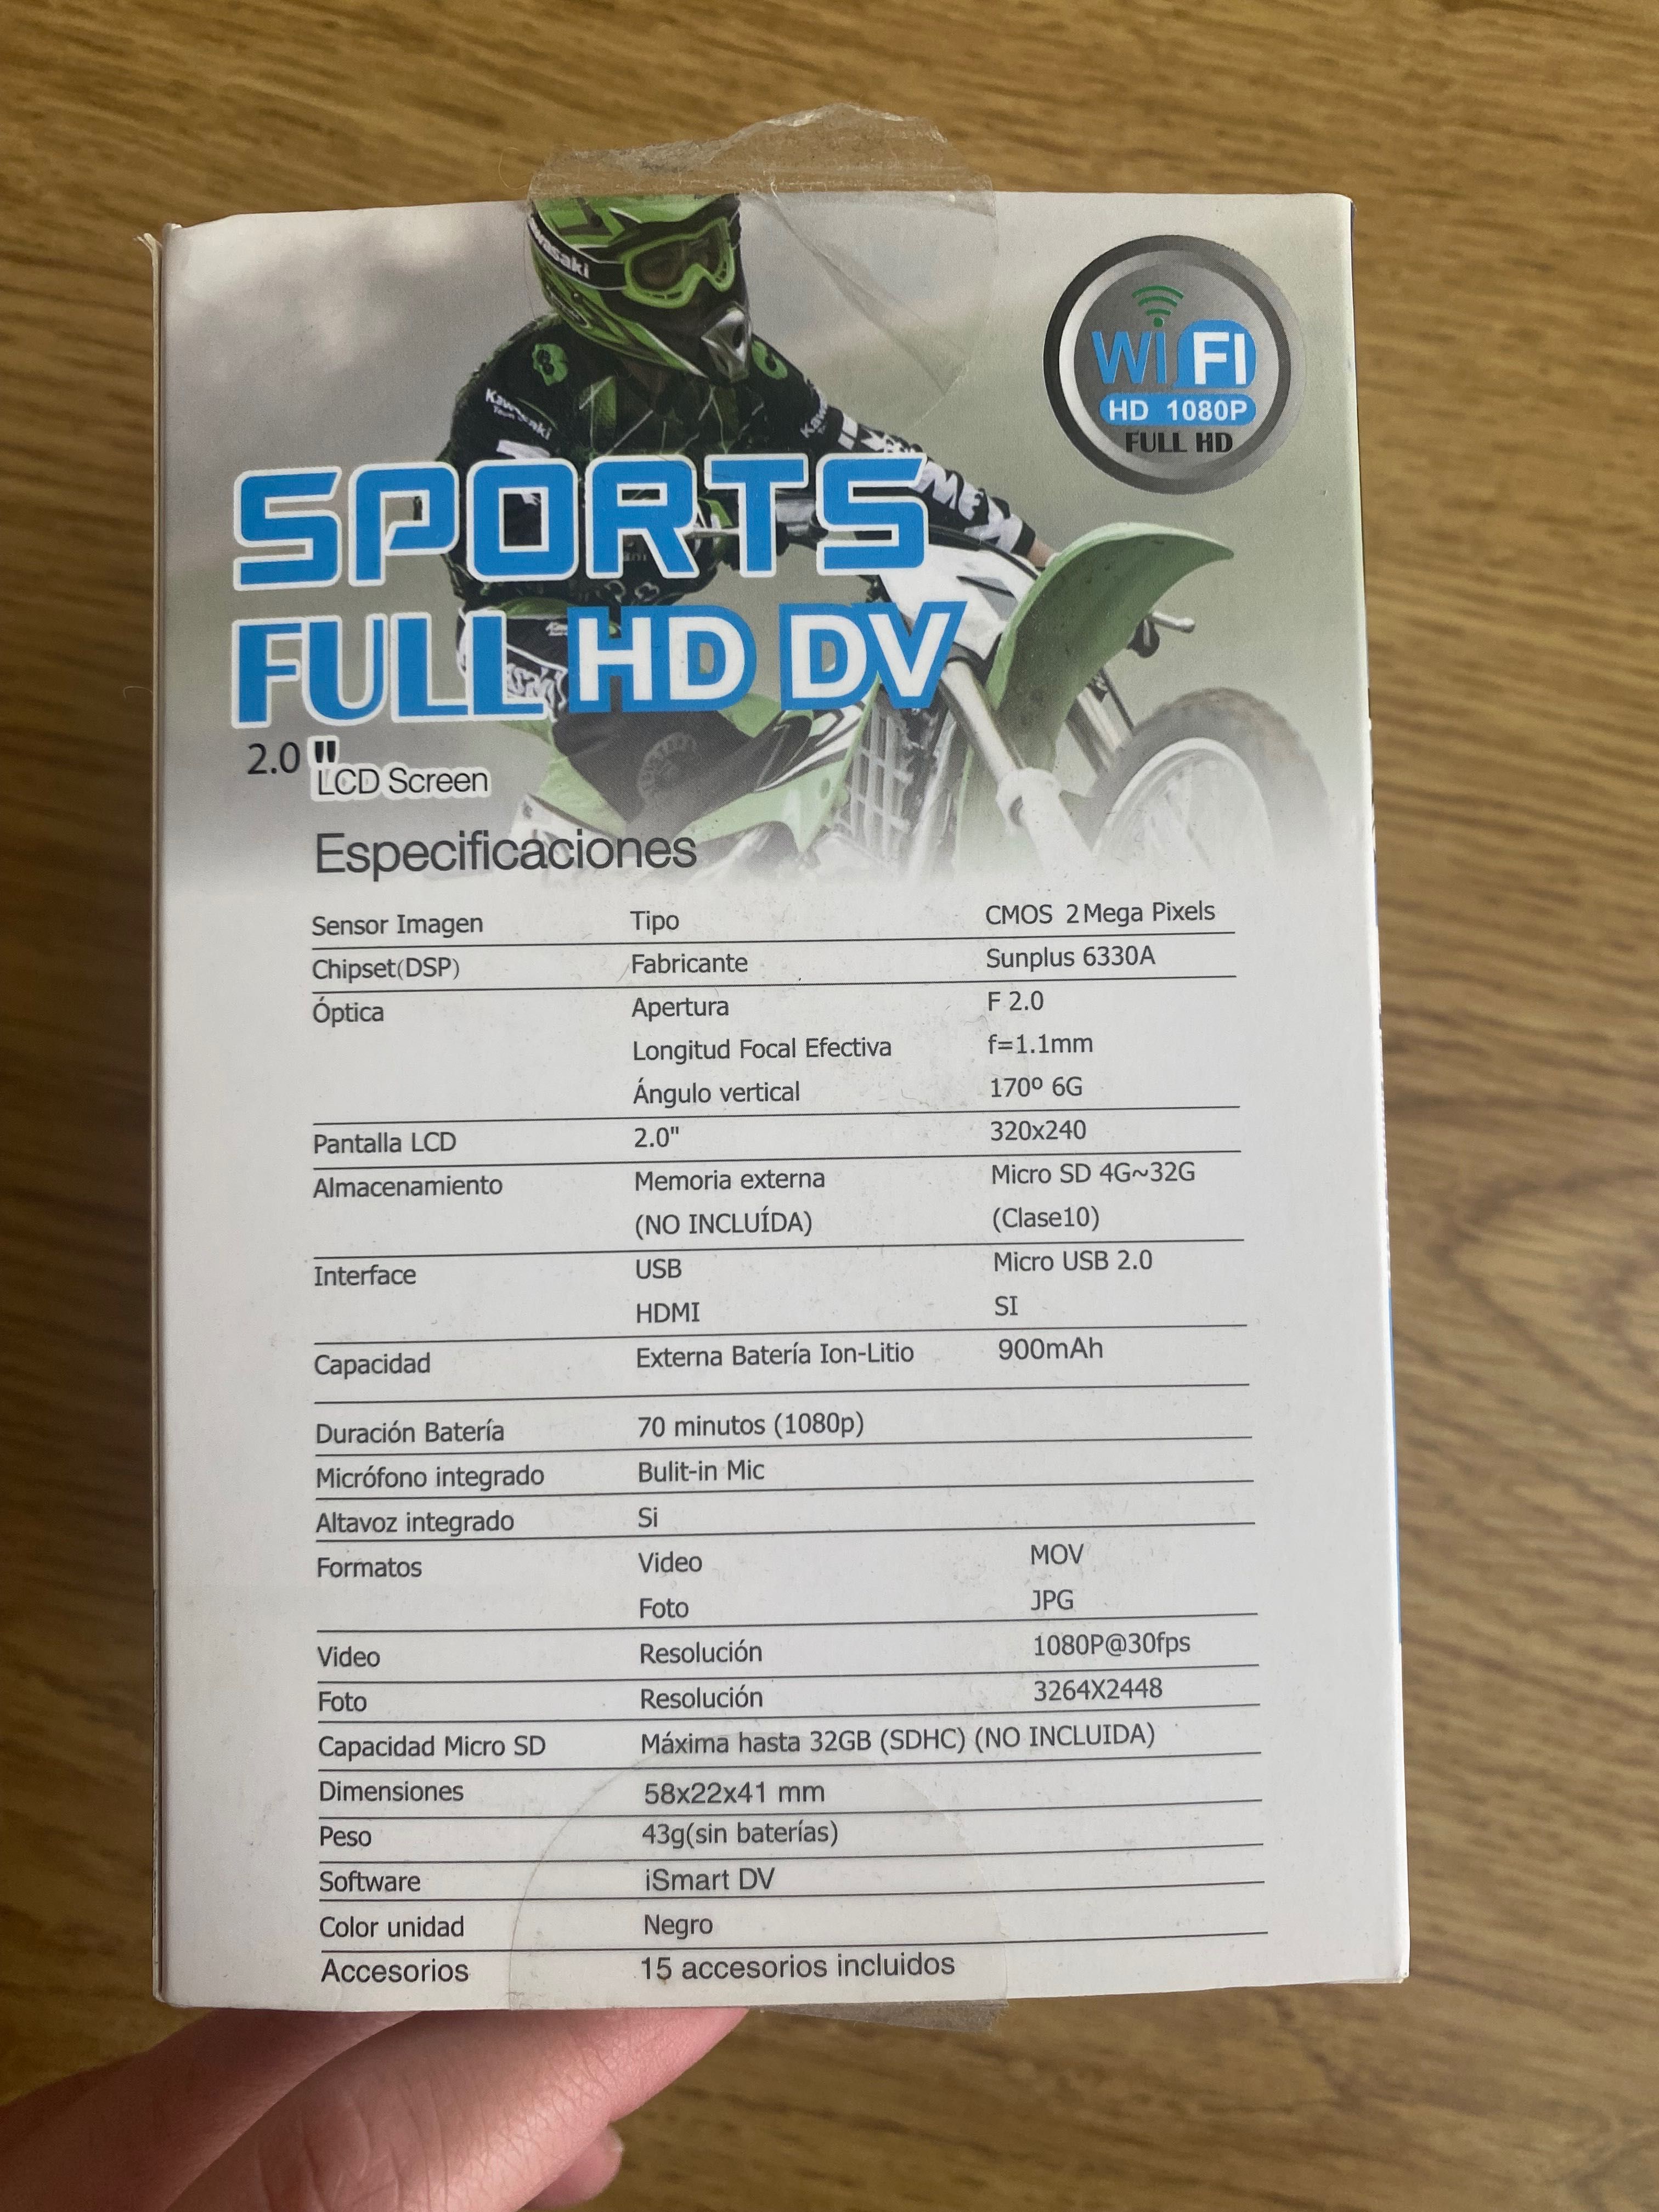 Kawasaki
Kawasaki
WiFi
HD 1080P
FULL HD
SPORTS
FULL HD DV
2.0 "
LCD Screen
Especificaciones
Sensor Imagen Tipo CMOS 2 Mega Pixels
Chipset(DSP) Fabricante Sunplus 6330A
Óptica Apertura F 2.0
Longitud Focal Efectiva f=1.1mm
Ángulo vertical 170º 6G
Pantalla LCD 2.0" 320x240
Almacenamiento Memoria externa Micro SD 4G~32G
(NO INCLUÍDA) (Clase10)
Interface USB Micro USB 2.0
HDMI SI
Capacidad Externa Batería Ion-Litio 900mAh
Duración Batería 70 minutos (1080p)
Micrófono integrado Bulit-in Mic
Altavoz integrado Si
Formatos Video MOV
Foto JPG
Video Resolución 1080P@30fps
Foto Resolución 3264X2448
Capacidad Micro SD Máxima hasta 32GB (SDHC) (NO INCLUIDA)
Dimensiones 58x22x41 mm
Peso 43g(sin baterías)
Software iSmart DV
Color unidad Negro
Accesorios 15 accesorios incluidos